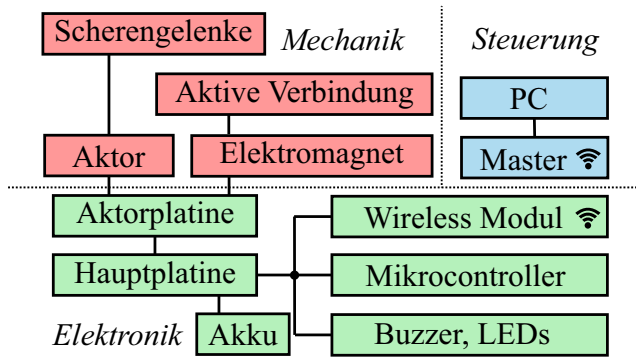 Scherengelenke
Mechanik
Steuerung
Aktive Verbindung
PC
Aktor
Elektromagnet
Master
Aktorplatine
Wireless Modul
Hauptplatine
Mikrocontroller
Elektronik
Akku
Buzzer, LEDs